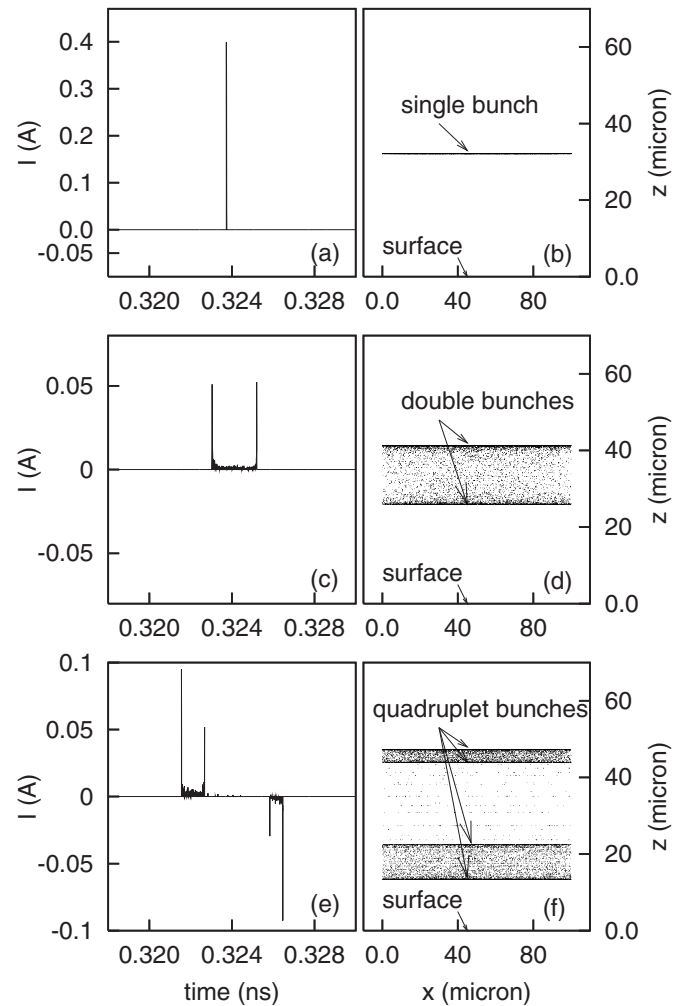 0.4
0.3
0.2
0.1
0.0
-0.05
I (A)
(a)
0.320 0.324 0.328
single bunch
surface
(b)
60
40
20
0.0
z (micron)
0.0 40 80
0.05
0
-0.05
I (A)
(c)
0.320 0.324 0.328
double bunches
surface
(d)
60
40
20
0.0
z (micron)
0.0 40 80
0.1
0.05
0
-0.05
-0.1
I (A)
(e)
0.320 0.324 0.328
time (ns)
quadruplet bunches
surface
(f)
60
40
20
0.0
z (micron)
0.0 40 80
x (micron)